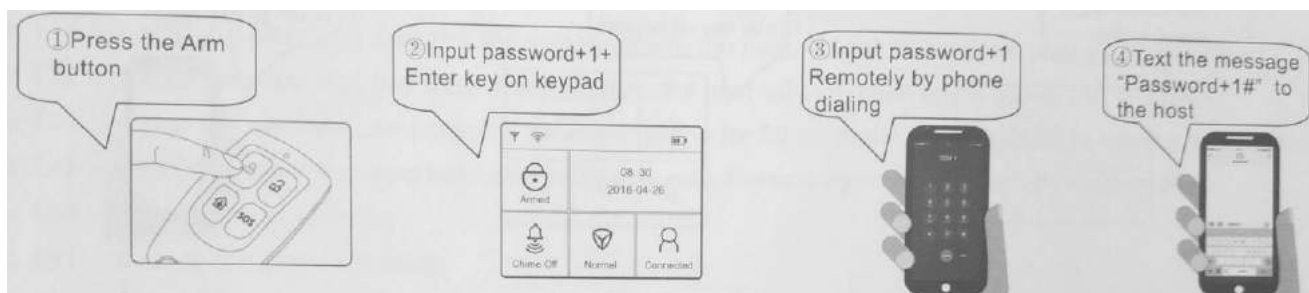 ①Press the Arm
button
②Input password+1+
Enter key on keypad
③Input password+1
Remotely by phone
dialing
④Text the message
“Password+1#” to
the host
SOS
08:30
2016-04-26
Armed
Chime Off
Normal
Connected